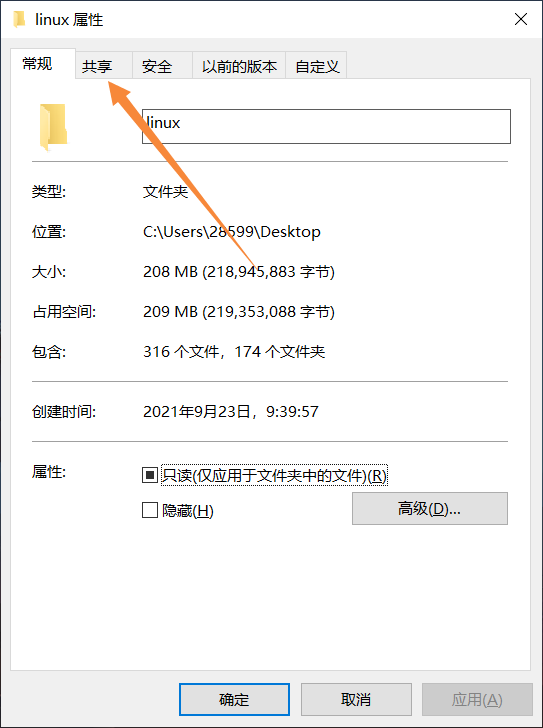 linux 属性
常规 共享 安全 以前的版本 自定义
linux
类型: 文件夹
位置: C:\Users\28599\Desktop
大小: 208 MB (218,945,883 字节)
占用空间: 209 MB (219,353,088 字节)
包含: 316 个文件，174 个文件夹
创建时间: 2021年9月23日，9:39:57
属性: 只读(仅应用于文件夹中的文件)(R)
隐藏(H) 高级(D)...
确定 取消 应用(A)